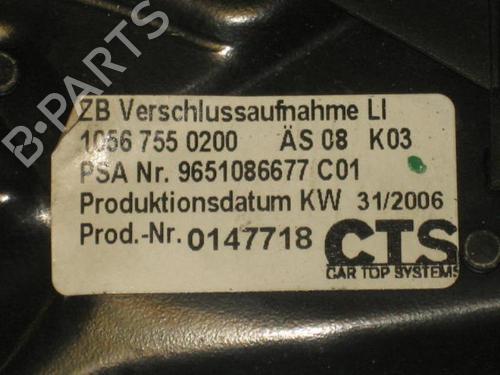 B-PARTS
ZB Verschlussaufnahme LI
1056 755 0200 ÄS 08 K03
PSA Nr. 9651086677 C01
Produktionsdatum KW 31/2006
Prod.-Nr. 0147718
CTS
CAR TOP SYSTEMS